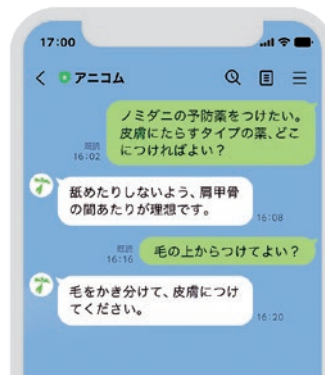 17:00
アニコム
ノミダニの予防薬をつけたい。
皮膚にたらすタイプの薬、どこ
につければよい？
既読
16:02
舐めたりしないよう、肩甲骨
の間あたりが理想です。
16:08
既読
16:16
毛の上からつけてよい？
毛をかき分けて、皮膚につけ
てください。
16:20